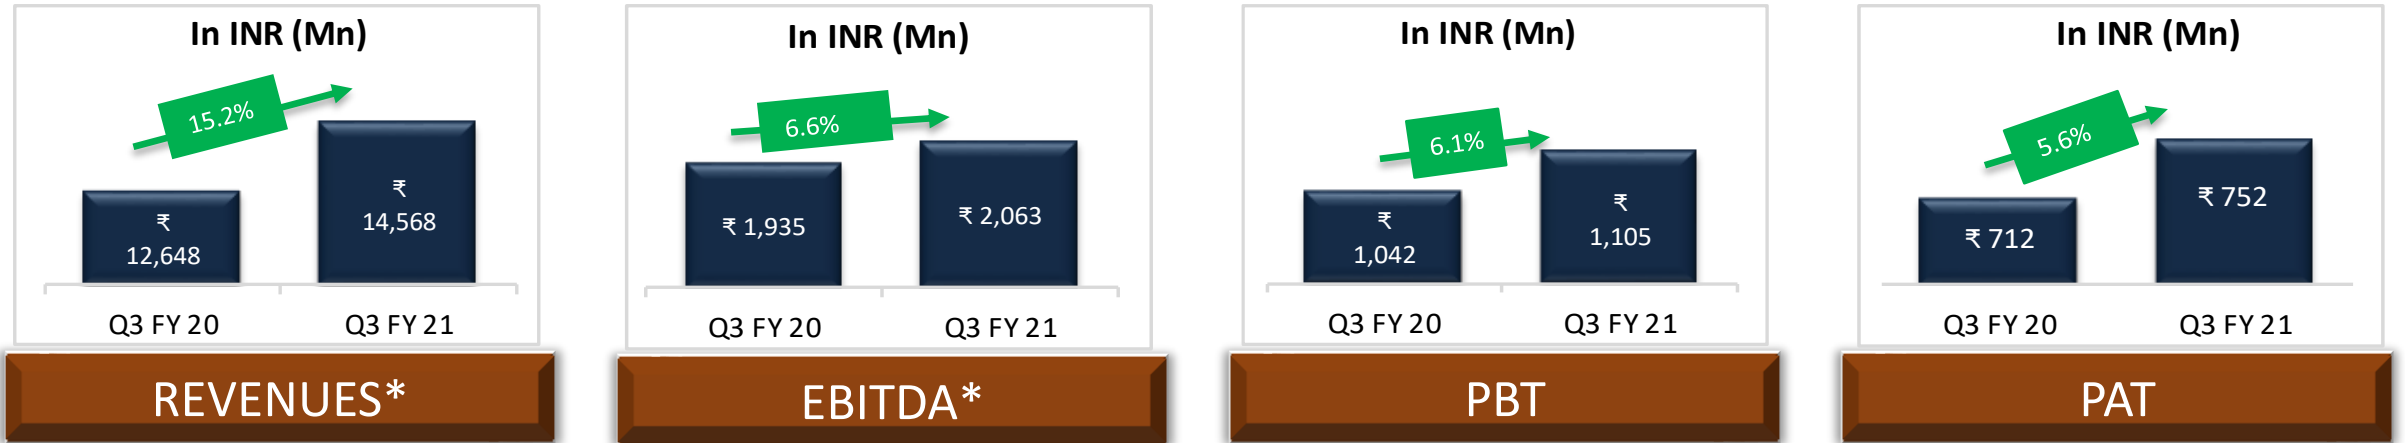 In INR (Mn)
15.2%
₹
12,648
₹
14,568
Q3 FY 20
Q3 FY 21
REVENUES*
In INR (Mn)
6.6%
₹ 1,935
₹ 2,063
Q3 FY 20
Q3 FY 21
EBITDA*
In INR (Mn)
6.1%
₹
1,042
₹
1,105
Q3 FY 20
Q3 FY 21
PBT
In INR (Mn)
5.6%
₹ 712
₹ 752
Q3 FY 20
Q3 FY 21
PAT